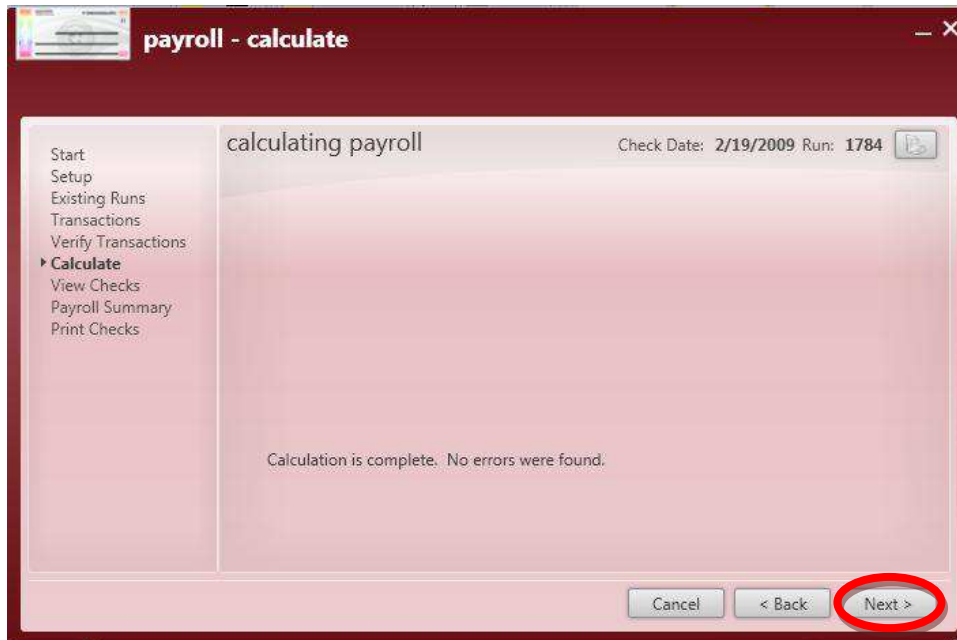 payroll - calculate
calculating payroll
Check Date: 2/19/2009 Run: 1784
Start
Setup
Existing Runs
Transactions
Verify Transactions
Calculate
View Checks
Payroll Summary
Print Checks
Calculation is complete. No errors were found.
Cancel
< Back
Next >